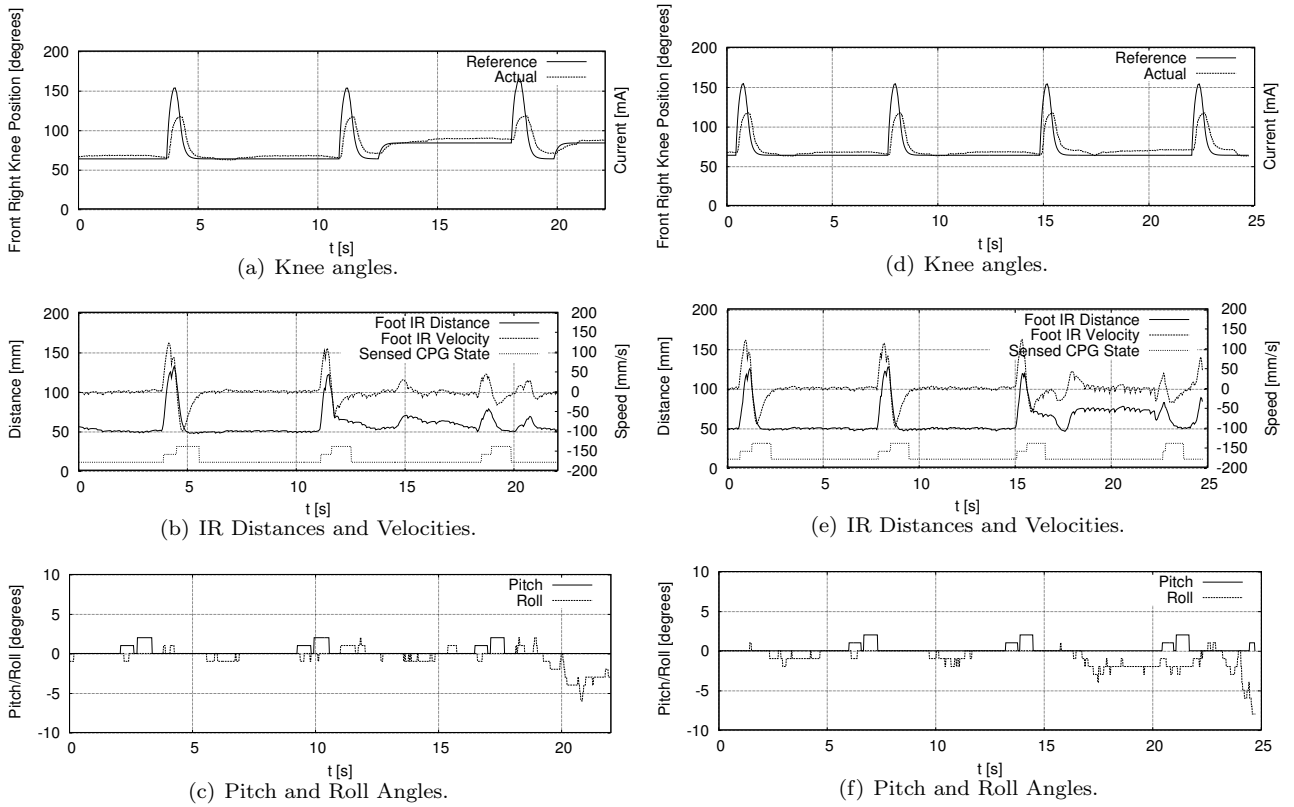 200
150
100
50
0
0 5 10 15 20
Front Right Knee Position [degrees]
Current [mA]
Reference
Actual
t [s]
(a) Knee angles.
200
150
100
50
0
0 5 10 15 20 25
Front Right Knee Position [degrees]
Current [mA]
Reference
Actual
t [s]
(d) Knee angles.
200
150
100
50
0
0 5 10 15 20
Distance [mm]
200
150
100
50
0
-50
-100
-150
-200
Speed [mm/s]
Foot IR Distance
Foot IR Velocity
Sensed CPG State
t [s]
(b) IR Distances and Velocities.
200
150
100
50
0
0 5 10 15 20 25
Distance [mm]
200
150
100
50
0
-50
-100
-150
-200
Speed [mm/s]
Foot IR Distance
Foot IR Velocity
Sensed CPG State
t [s]
(e) IR Distances and Velocities.
10
5
0
-5
-10
0 5 10 15 20
Pitch/Roll [degrees]
Pitch
Roll
t [s]
(c) Pitch and Roll Angles.
10
5
0
-5
-10
0 5 10 15 20 25
Pitch/Roll [degrees]
Pitch
Roll
t [s]
(f) Pitch and Roll Angles.